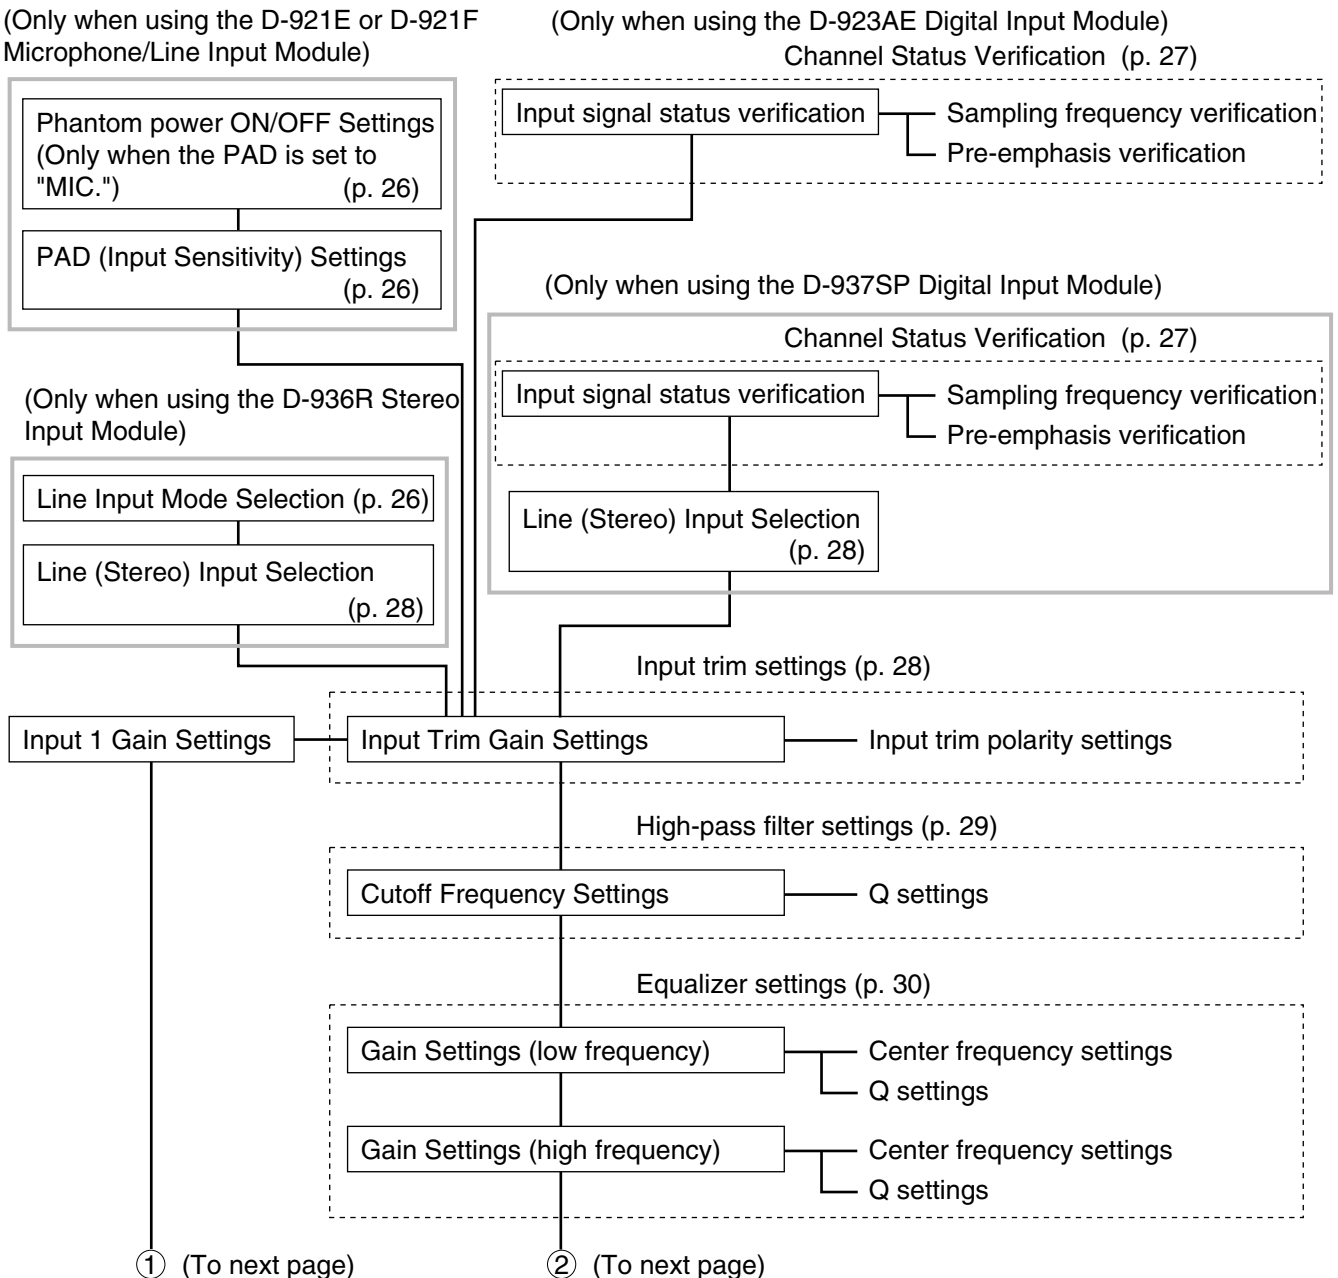 (Only when using the D-921E or D-921F
Microphone/Line Input Module)
Phantom power ON/OFF Settings
(Only when the PAD is set to
"MIC.") (p. 26)
PAD (Input Sensitivity) Settings
(p. 26)
(Only when using the D-923AE Digital Input Module)
Channel Status Verification (p. 27)
Input signal status verification
Sampling frequency verification
Pre-emphasis verification
(Only when using the D-937SP Digital Input Module)
Channel Status Verification (p. 27)
Input signal status verification
Sampling frequency verification
Pre-emphasis verification
Line (Stereo) Input Selection
(p. 28)
(Only when using the D-936R Stereo
Input Module)
Line Input Mode Selection (p. 26)
Line (Stereo) Input Selection
(p. 28)
Input trim settings (p. 28)
Input 1 Gain Settings
Input Trim Gain Settings
Input trim polarity settings
High-pass filter settings (p. 29)
Cutoff Frequency Settings
Q settings
Equalizer settings (p. 30)
Gain Settings (low frequency)
Center frequency settings
Q settings
Gain Settings (high frequency)
Center frequency settings
Q settings
① (To next page)
② (To next page)